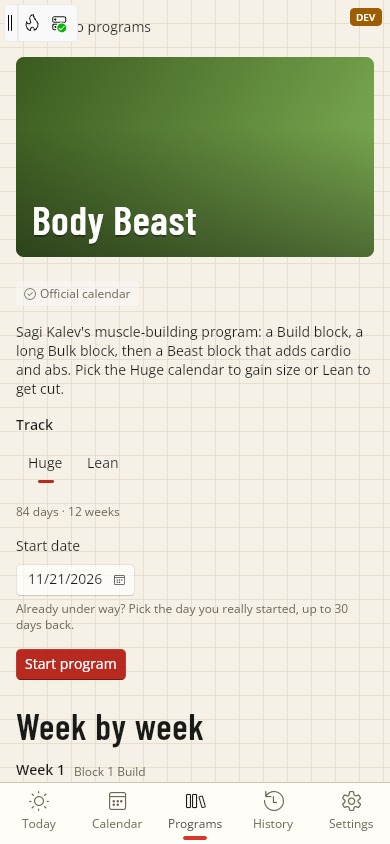 o programs
DEV
Body Beast
Official calendar
Sagi Kalev's muscle-building program: a Build block, a
long Bulk block, then a Beast block that adds cardio
and abs. Pick the Huge calendar to gain size or Lean to
get cut.
Track
Huge Lean
84 days · 12 weeks
Start date
11/21/2026
Already under way? Pick the day you really started, up to 30
days back.
Start program
Week by week
Week 1 Block 1 Build
Today Calendar Programs History Settings